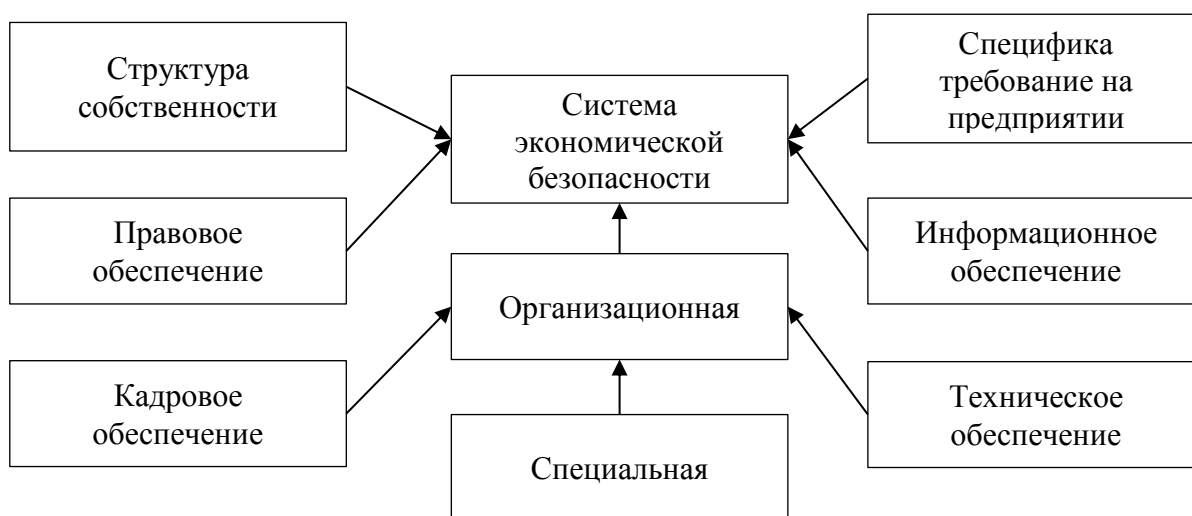 Структура
собственности
Система
экономической
безопасности
Специфика
требование на
предприятии
Правовое
обеспечение
Информационное
обеспечение
Организационная
Кадровое
обеспечение
Специальная
Техническое
обеспечение